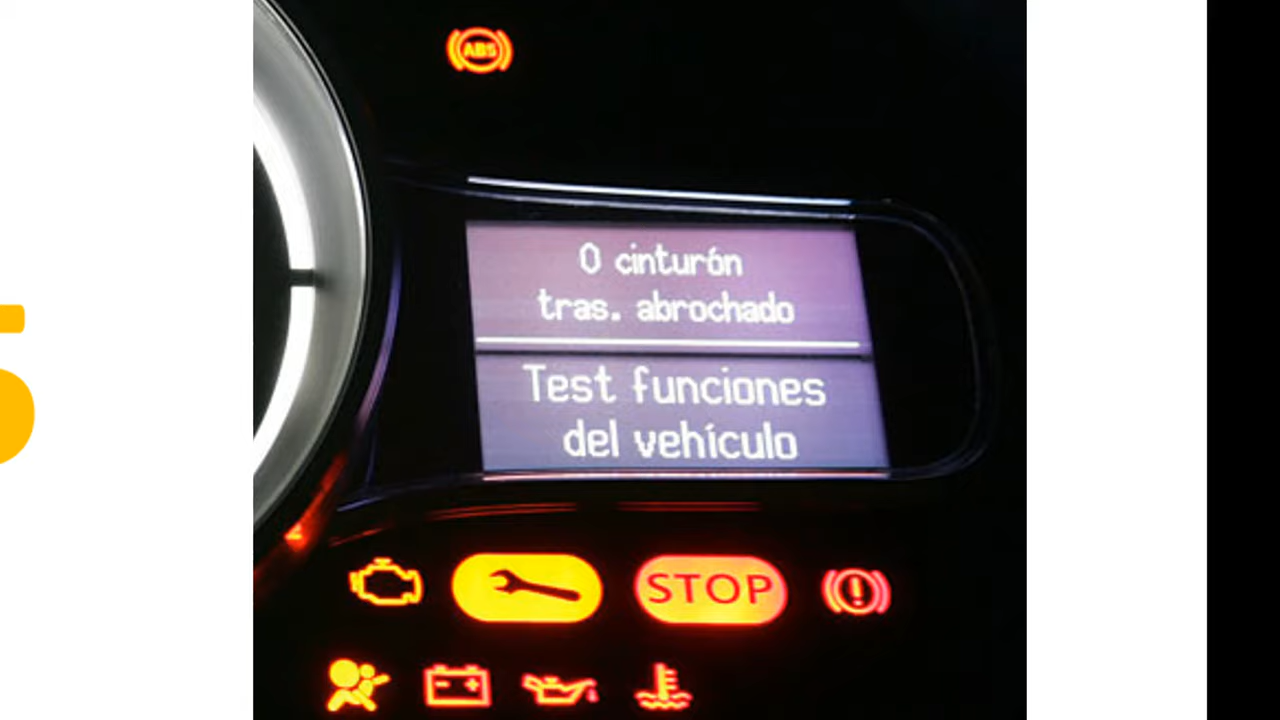 ABS
0 cinturón
tras. abrochado
Test funciones
del vehículo
STOP